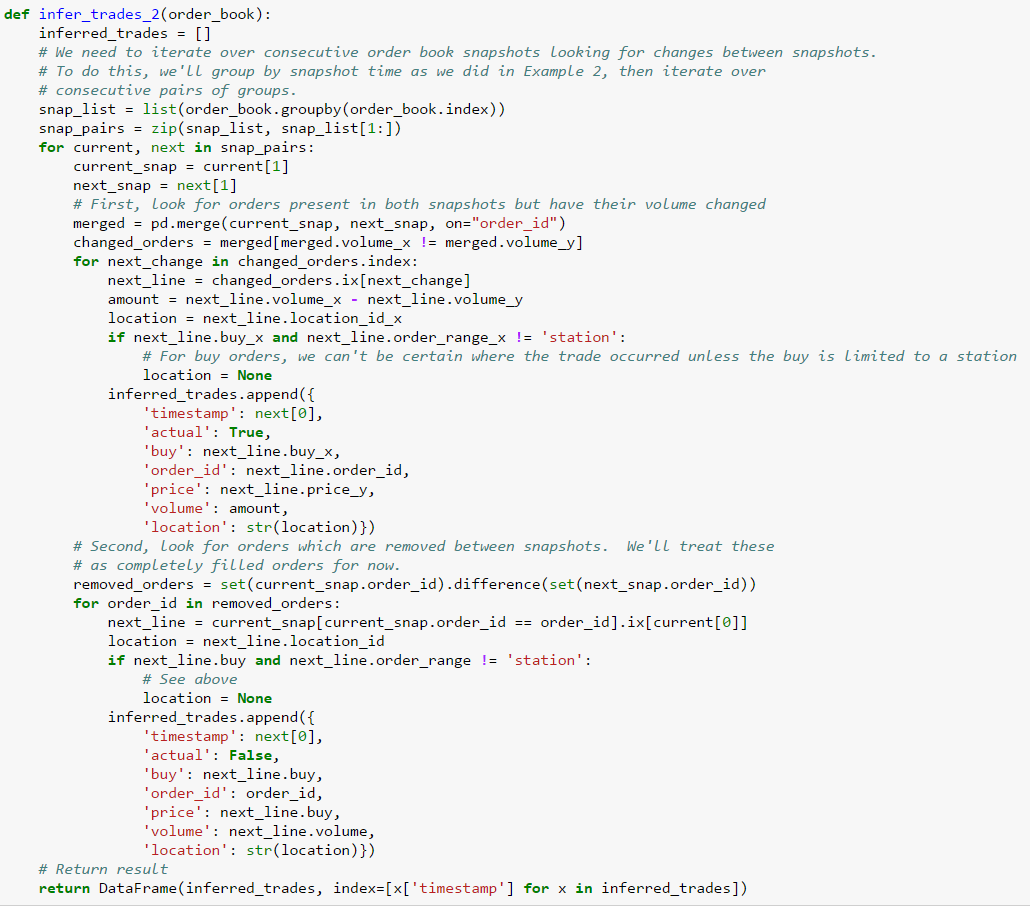 def infer_trades_2(order_book):
    inferred_trades = []
    # We need to iterate over consecutive order book snapshots looking for changes between snapshots.
    # To do this, we'll group by snapshot time as we did in Example 2, then iterate over
    # consecutive pairs of groups.
    snap_list = list(order_book.groupby(order_book.index))
    snap_pairs = zip(snap_list, snap_list[1:])
    for current, next in snap_pairs:
        current_snap = current[1]
        next_snap = next[1]
        # First, look for orders present in both snapshots but have their volume changed
        merged = pd.merge(current_snap, next_snap, on="order_id")
        changed_orders = merged[merged.volume_x != merged.volume_y]
        for next_change in changed_orders.index:
            next_line = changed_orders.ix[next_change]
            amount = next_line.volume_x - next_line.volume_y
            location = next_line.location_id_x
            if next_line.buy_x and next_line.order_range_x != 'station':
                # For buy orders, we can't be certain where the trade occurred unless the buy is limited to a station
                location = None
            inferred_trades.append({
                'timestamp': next[0],
                'actual': True,
                'buy': next_line.buy_x,
                'order_id': next_line.order_id,
                'price': next_line.price_y,
                'volume': amount,
                'location': str(location)})
        # Second, look for orders which are removed between snapshots.  We'll treat these
        # as completely filled orders for now.
        removed_orders = set(current_snap.order_id).difference(set(next_snap.order_id))
        for order_id in removed_orders:
            next_line = current_snap[current_snap.order_id == order_id].ix[current[0]]
            location = next_line.location_id
            if next_line.buy and next_line.order_range != 'station':
                # See above
                location = None
            inferred_trades.append({
                'timestamp': next[0],
                'actual': False,
                'buy': next_line.buy,
                'order_id': order_id,
                'price': next_line.buy,
                'volume': next_line.volume,
                'location': str(location)})
    # Return result
    return DataFrame(inferred_trades, index=[x['timestamp'] for x in inferred_trades])